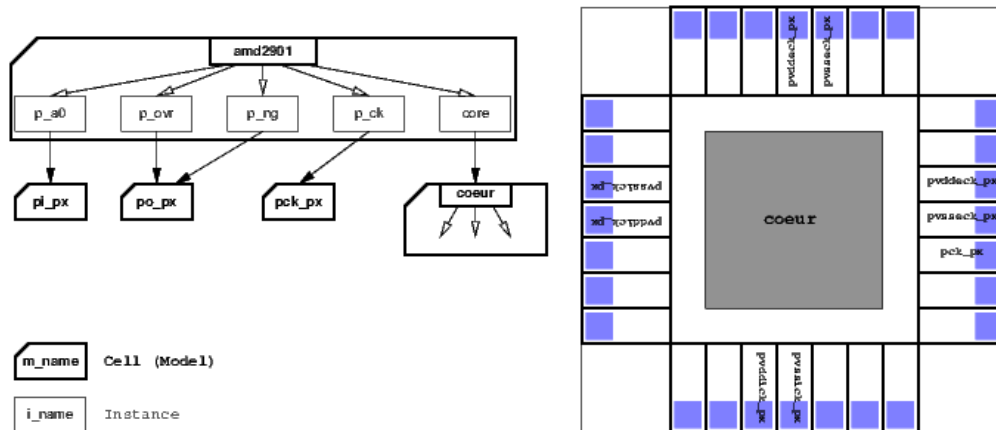 amd2901
p_a0
p_ovr
p_ng
p_ck
core
pi_px
po_px
pck_px
coeur
m_name
Cell (Model)
i_name
Instance
pvddeck_px
pvsseck_px
pvssick_px
pvddick_px
coeur
pvddeck_px
pvsseck_px
pck_px
pvddick_px
pvssick_px